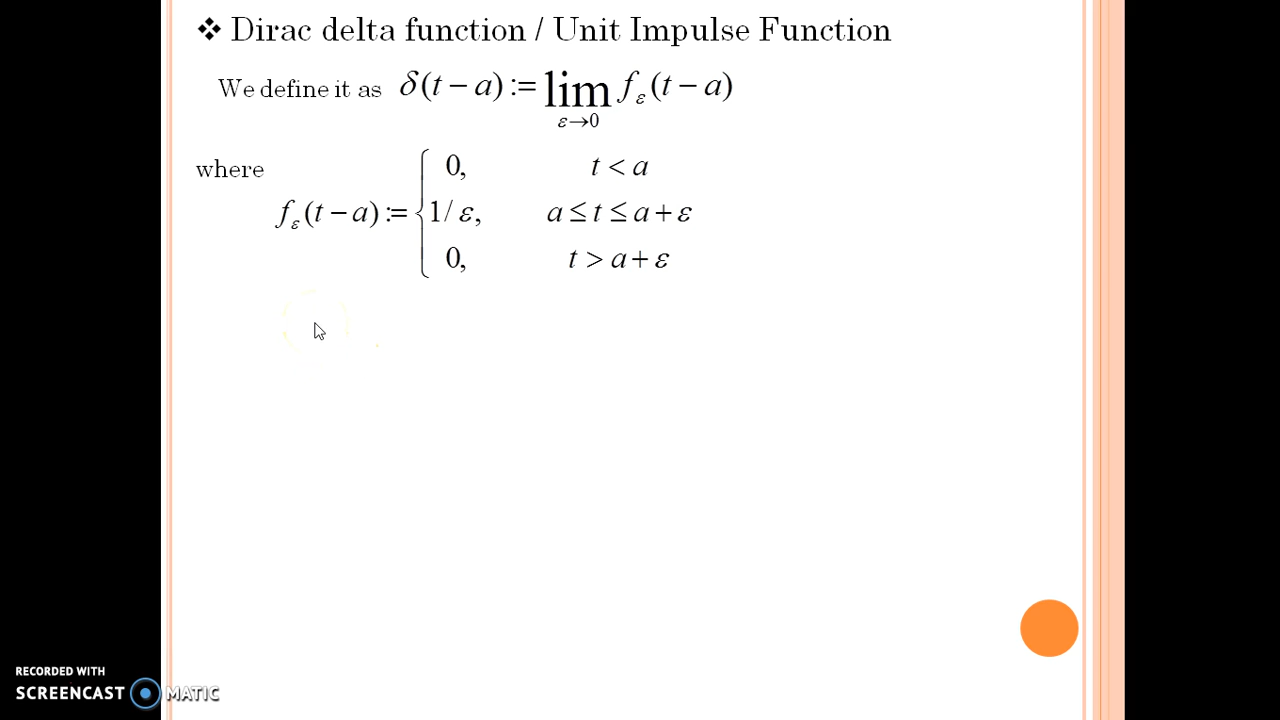 ❖ Dirac delta function / Unit Impulse Function
We define it as δ(t − a) := lim f_ε(t − a)
ε→0
where
0, t < a
f_ε(t − a) := { 1/ ε, a ≤ t ≤ a + ε
0, t > a + ε
RECORDED WITH
SCREENCAST MATIC